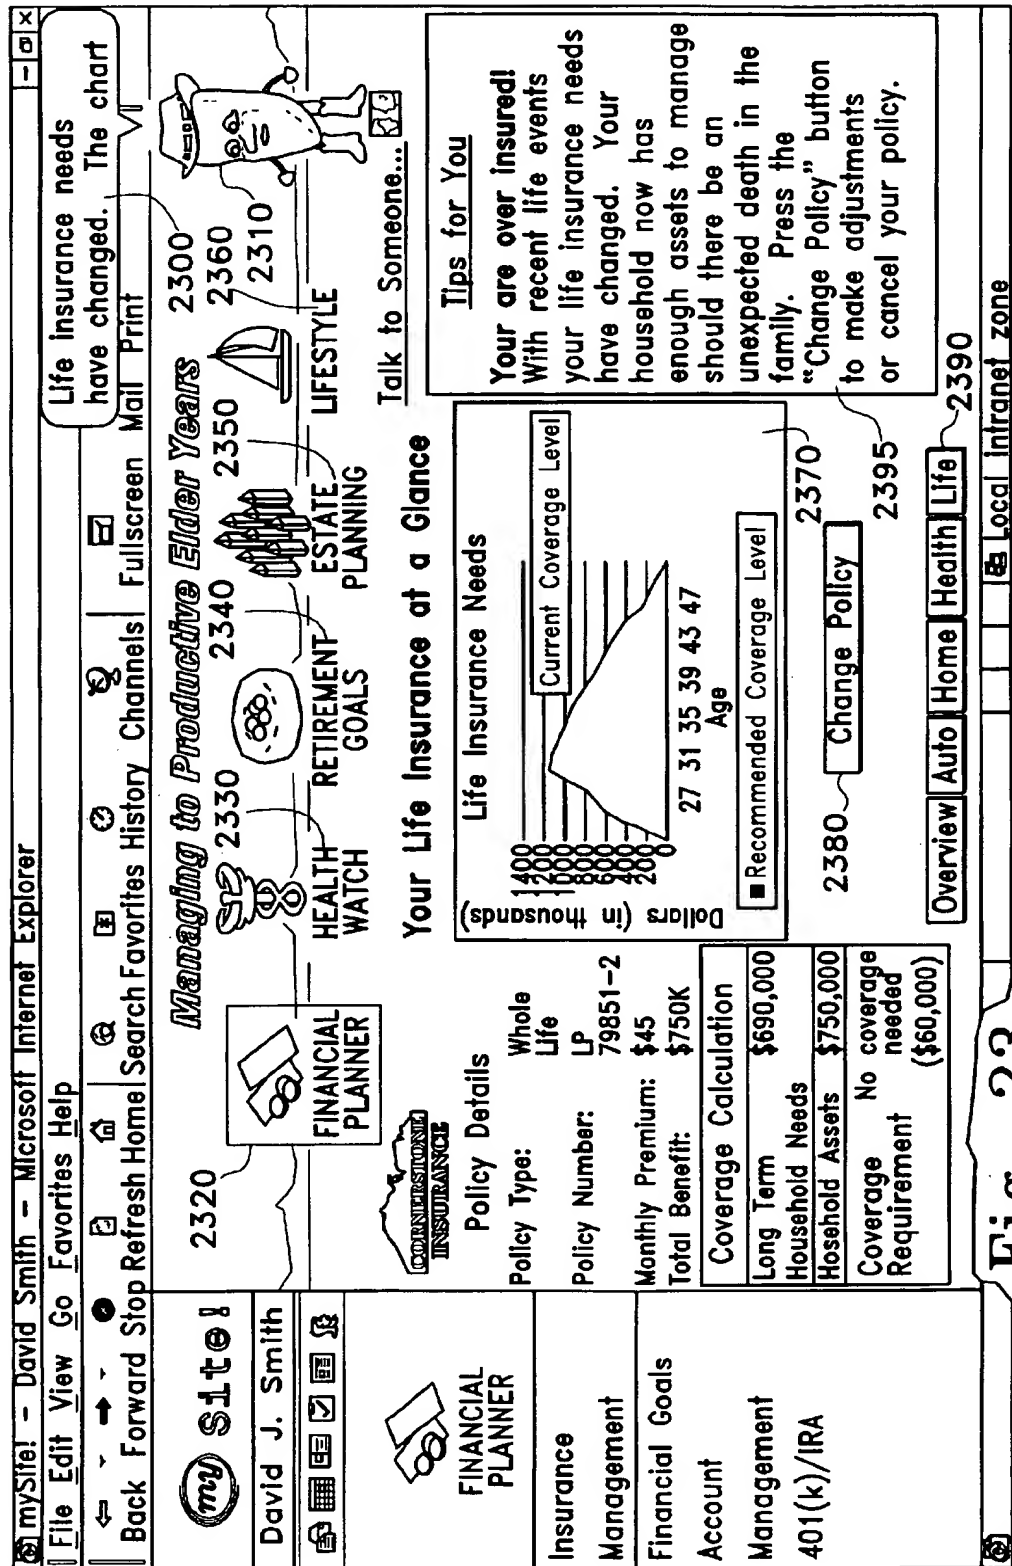 mySite! - David Smith - Microsoft Internet Explorer
File Edit View Go Favorites Help
Back Forward Stop Refresh Home Search Favorites History Channels Fullscreen Mail Print
Life insurance needs
have changed. The chart
my Site!
David J. Smith
FINANCIAL
PLANNER
Insurance
Management
Financial Goals
Account
Management
401(k)/IRA
Managing to Productive Elder Years
2300
2310
2320
2330
2340
2350
2360
FINANCIAL
PLANNER
HEALTH
WATCH
RETIREMENT
GOALS
ESTATE
PLANNING
LIFESTYLE
Talk to Someone...
CORNERSTONE
INSURANCE
Your Life Insurance at a Glance
Policy Details
Policy Type: Whole
Life
Policy Number: LP
79851-2
Monthly Premium: $45
Total Benefit: $750K
Coverage Calculation
Long Term
Household Needs $690,000
Hosehold Assets $750,000
Coverage
Requirement
No coverage
needed
($60,000)
Life Insurance Needs
Dollars (in thousands)
1400
1200
1000
800
600
400
200
0
Current Coverage Level
27 31 35 39 43 47
Age
■ Recommended Coverage Level
2370
2380
Change Policy
Tips for You
Your are over insured!
With recent life events
your life insurance needs
have changed. Your
household now has
enough assets to manage
should there be an
unexpected death in the
family. Press the
"Change Policy" button
to make adjustments
or cancel your policy.
2395
2390
Overview Auto Home Health Life
Local intranet zone